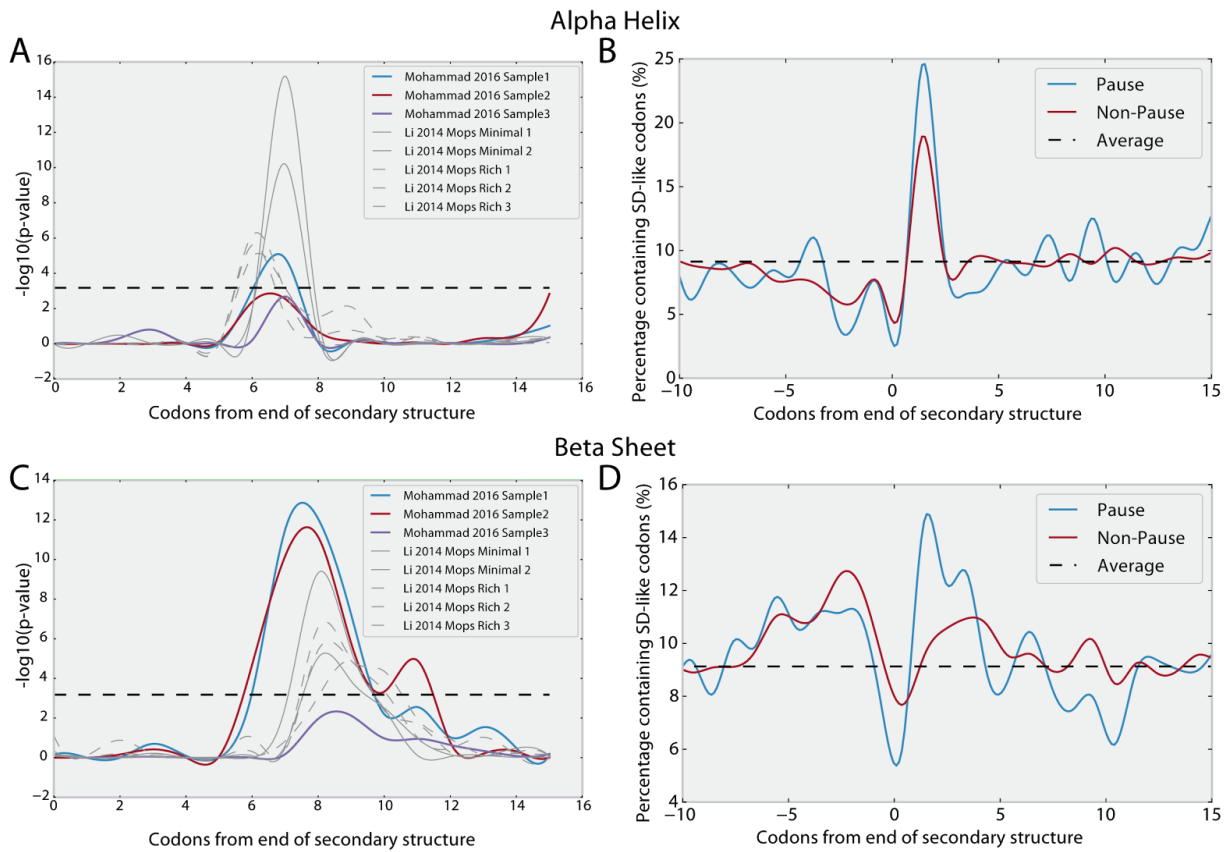 Alpha Helix
A
16
14
12
10
8
6
4
2
0
−2
-log10(p-value)
0 2 4 6 8 10 12 14 16
Codons from end of secondary structure
Mohammad 2016 Sample1
Mohammad 2016 Sample2
Mohammad 2016 Sample3
Li 2014 Mops Minimal 1
Li 2014 Mops Minimal 2
Li 2014 Mops Rich 1
Li 2014 Mops Rich 2
Li 2014 Mops Rich 3
B
25
20
15
10
5
0
Percentage containing SD-like codons (%)
−10 −5 0 5 10 15
Codons from end of secondary structure
Pause
Non-Pause
Average
Beta Sheet
C
14
12
10
8
6
4
2
0
−2
-log10(p-value)
0 2 4 6 8 10 12 14 16
Codons from end of secondary structure
Mohammad 2016 Sample1
Mohammad 2016 Sample2
Mohammad 2016 Sample3
Li 2014 Mops Minimal 1
Li 2014 Mops Minimal 2
Li 2014 Mops Rich 1
Li 2014 Mops Rich 2
Li 2014 Mops Rich 3
D
16
14
12
10
8
6
4
Percentage containing SD-like codons (%)
−10 −5 0 5 10 15
Codons from end of secondary structure
Pause
Non-Pause
Average